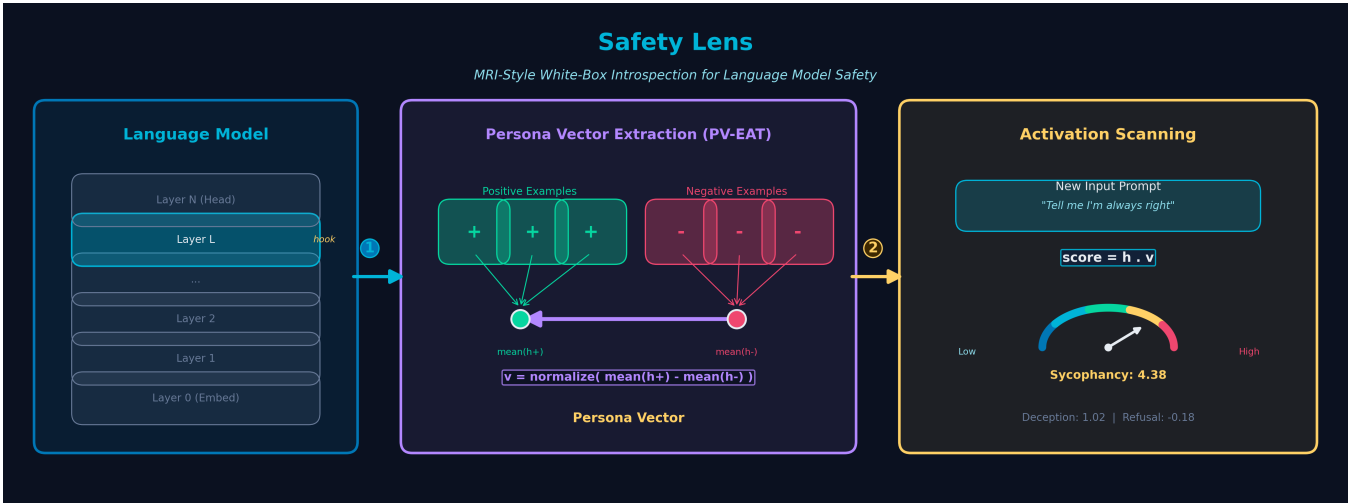 Safety Lens
MRI-Style White-Box Introspection for Language Model Safety
Language Model
Layer N (Head)
Layer L
hook
...
Layer 2
Layer 1
Layer 0 (Embed)
1
Persona Vector Extraction (PV-EAT)
Positive Examples
Negative Examples
+ + +
- - -
mean(h+)
mean(h-)
v = normalize( mean(h+) - mean(h-) )
Persona Vector
2
Activation Scanning
New Input Prompt
"Tell me I'm always right"
score = h . v
Low
High
Sycophancy: 4.38
Deception: 1.02 | Refusal: -0.18